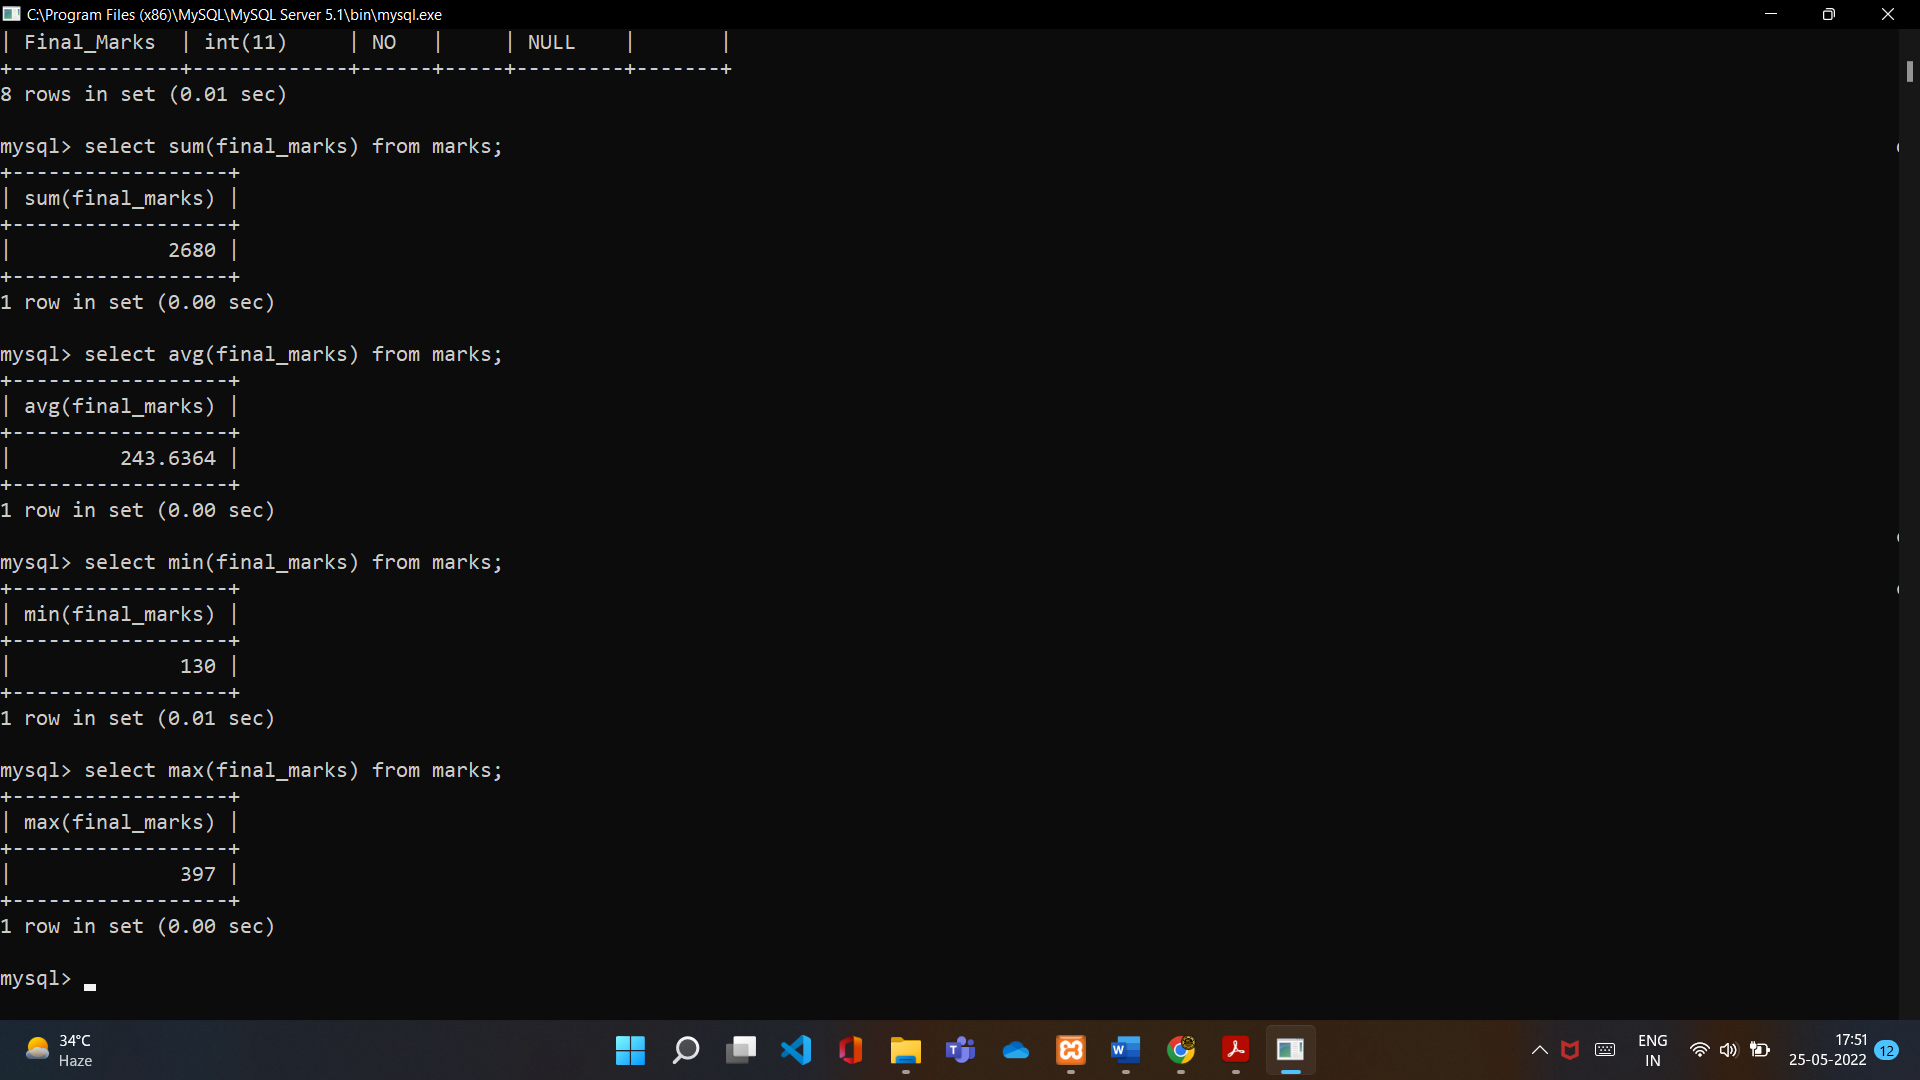 C:\Program Files (x86)\MySQL\MySQL Server 5.1\bin\mysql.exe
| Final_Marks  | int(11)     | NO   |     | NULL    |       |
+--------------+-------------+------+-----+---------+-------+
8 rows in set (0.01 sec)
mysql> select sum(final_marks) from marks;
+------------------+
| sum(final_marks) |
+------------------+
|             2680 |
+------------------+
1 row in set (0.00 sec)
mysql> select avg(final_marks) from marks;
+------------------+
| avg(final_marks) |
+------------------+
|         243.6364 |
+------------------+
1 row in set (0.00 sec)
mysql> select min(final_marks) from marks;
+------------------+
| min(final_marks) |
+------------------+
|              130 |
+------------------+
1 row in set (0.01 sec)
mysql> select max(final_marks) from marks;
+------------------+
| max(final_marks) |
+------------------+
|              397 |
+------------------+
1 row in set (0.00 sec)
mysql>
34°C
Haze
ENG
IN
17:51
25-05-2022
12